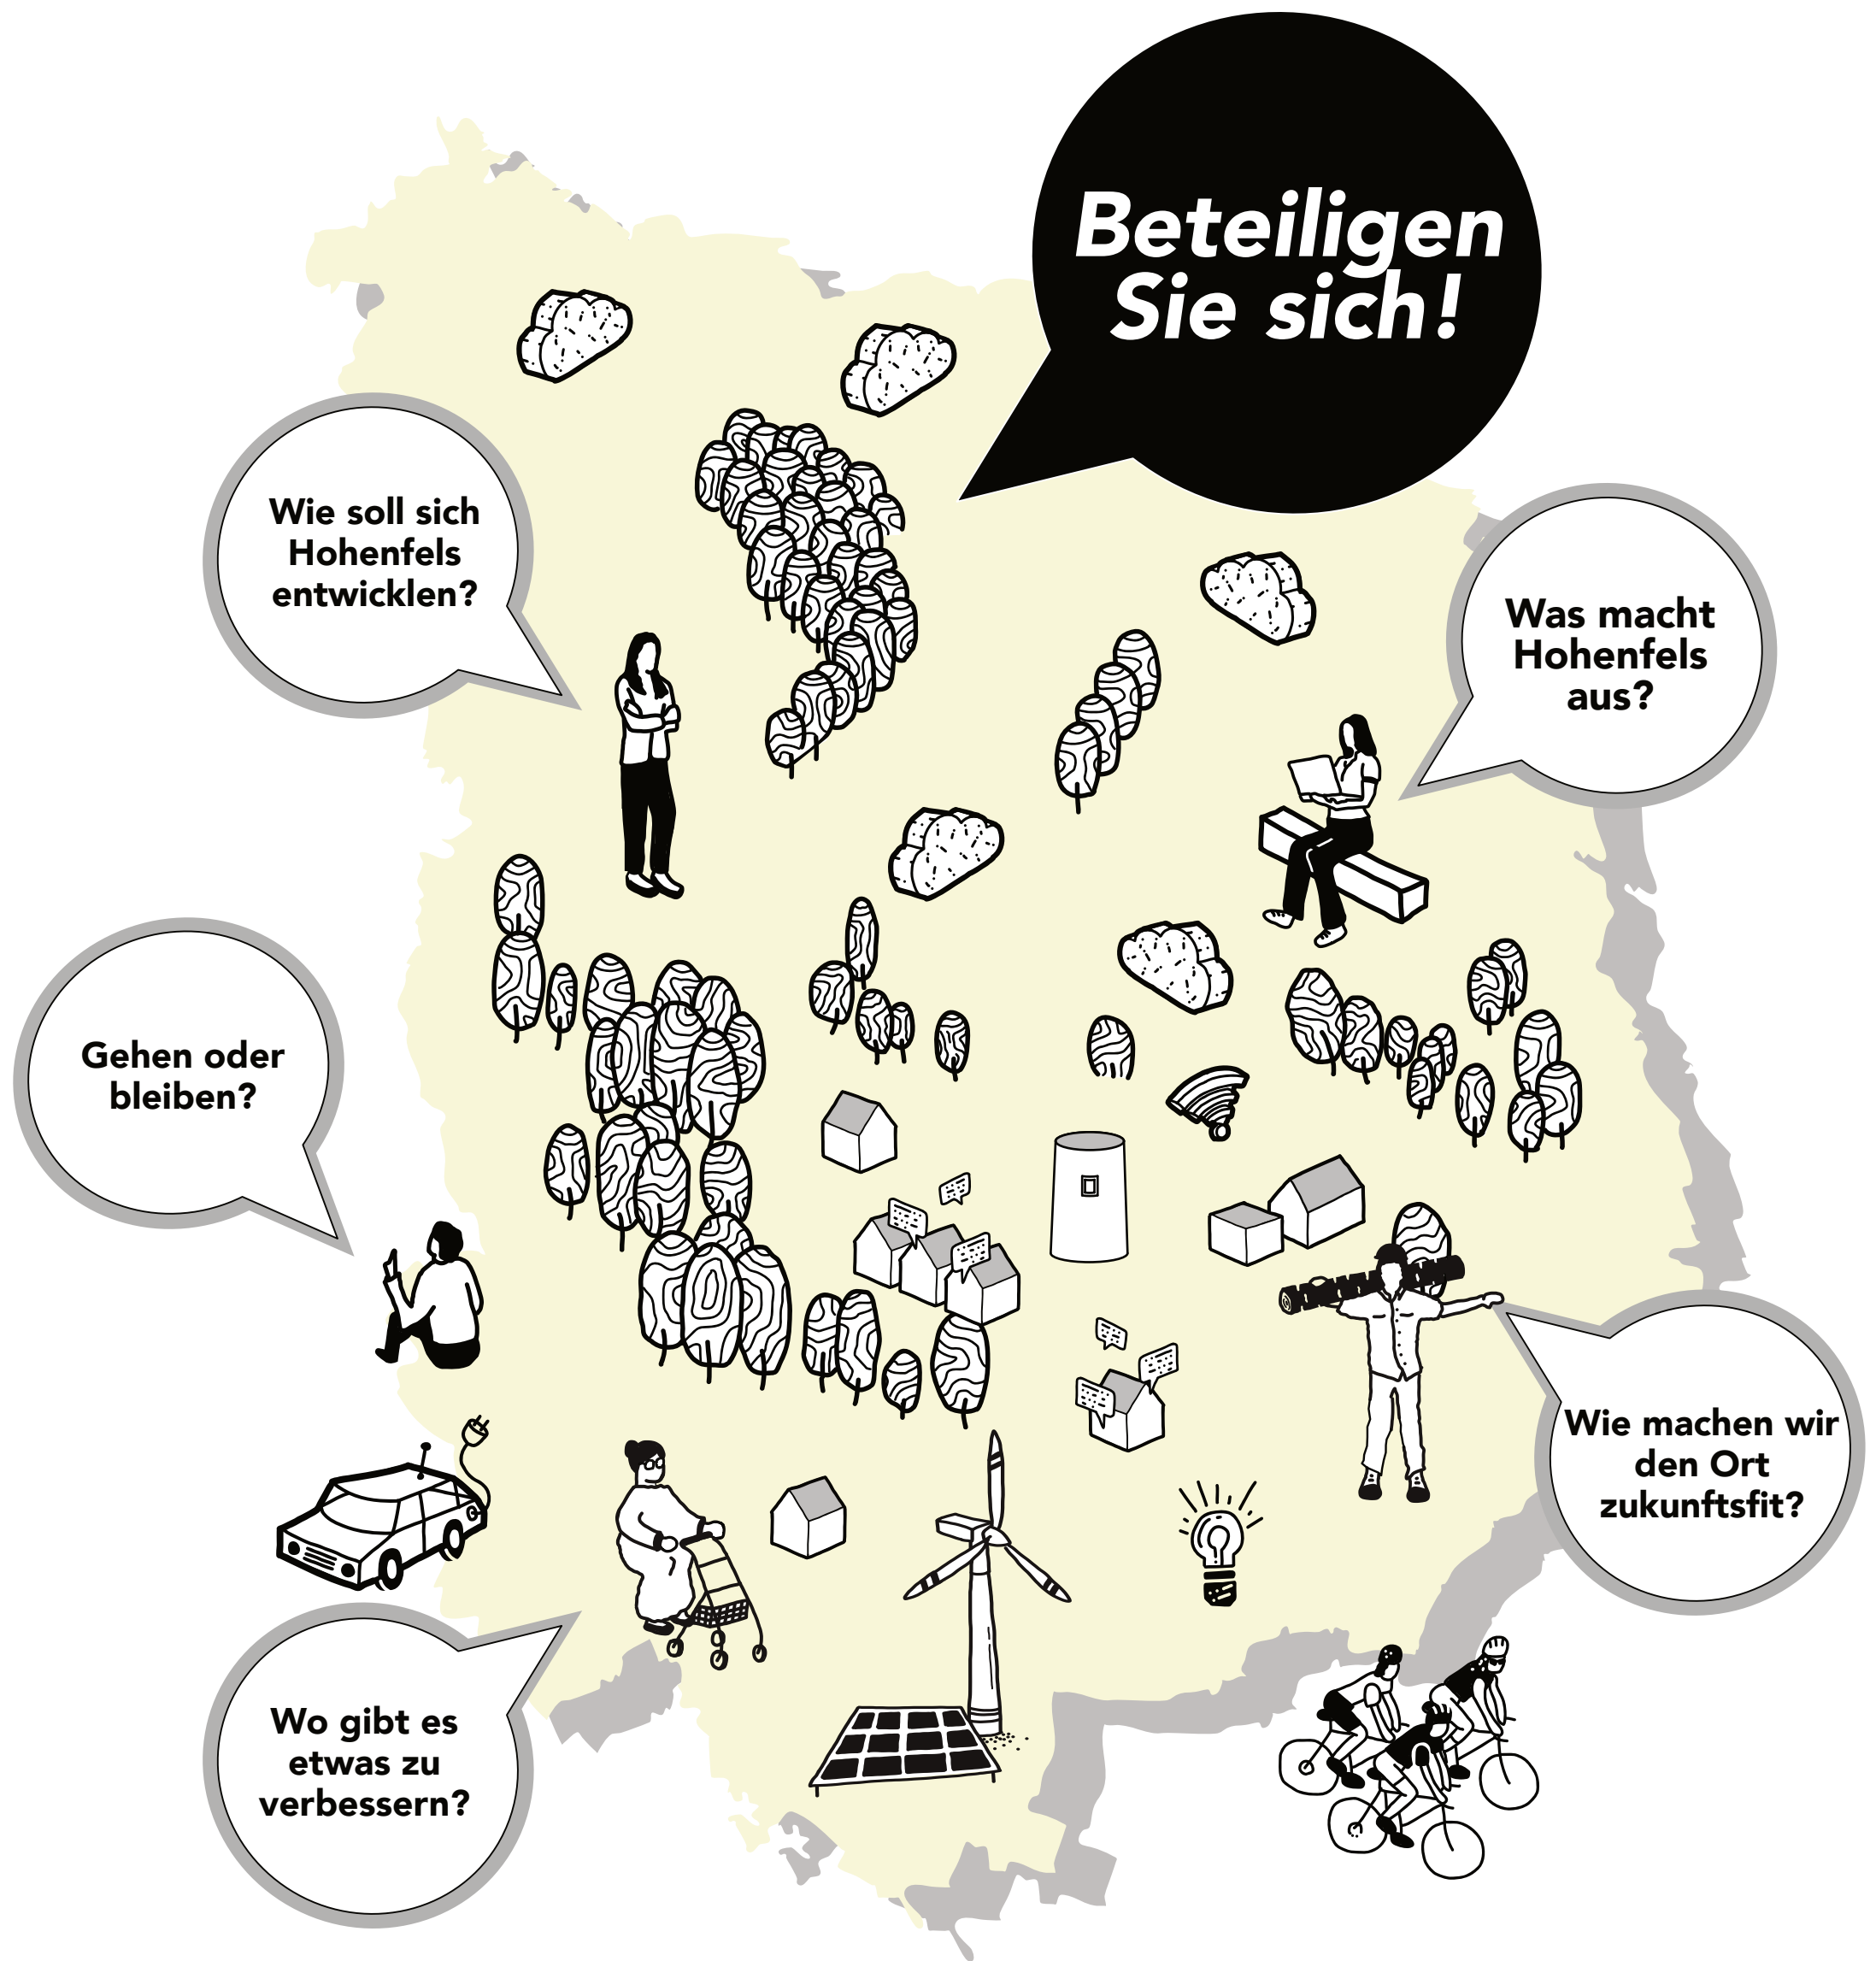 Beteiligen
Sie sich!
Wie soll sich
Hohenfels
entwicklen?
Was macht
Hohenfels
aus?
Gehen oder
bleiben?
Wie machen wir
den Ort
zukunftsfit?
Wo gibt es
etwas zu
verbessern?